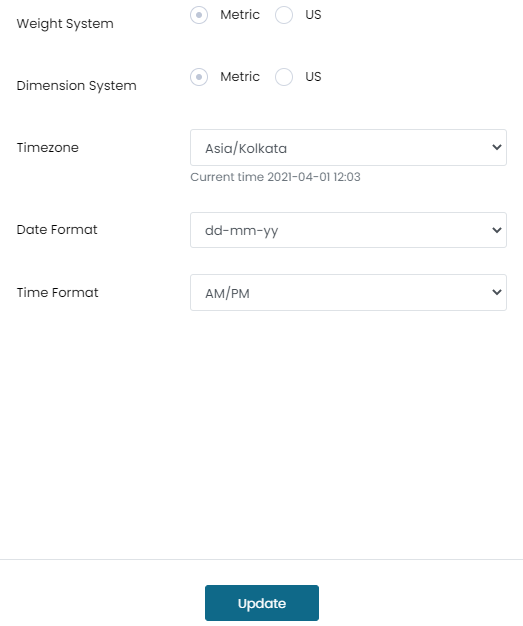 Weight System
Metric US
Dimension System
Metric US
Timezone
Asia/Kolkata
Current time 2021-04-01 12:03
Date Format
dd-mm-yy
Time Format
AM/PM
Update